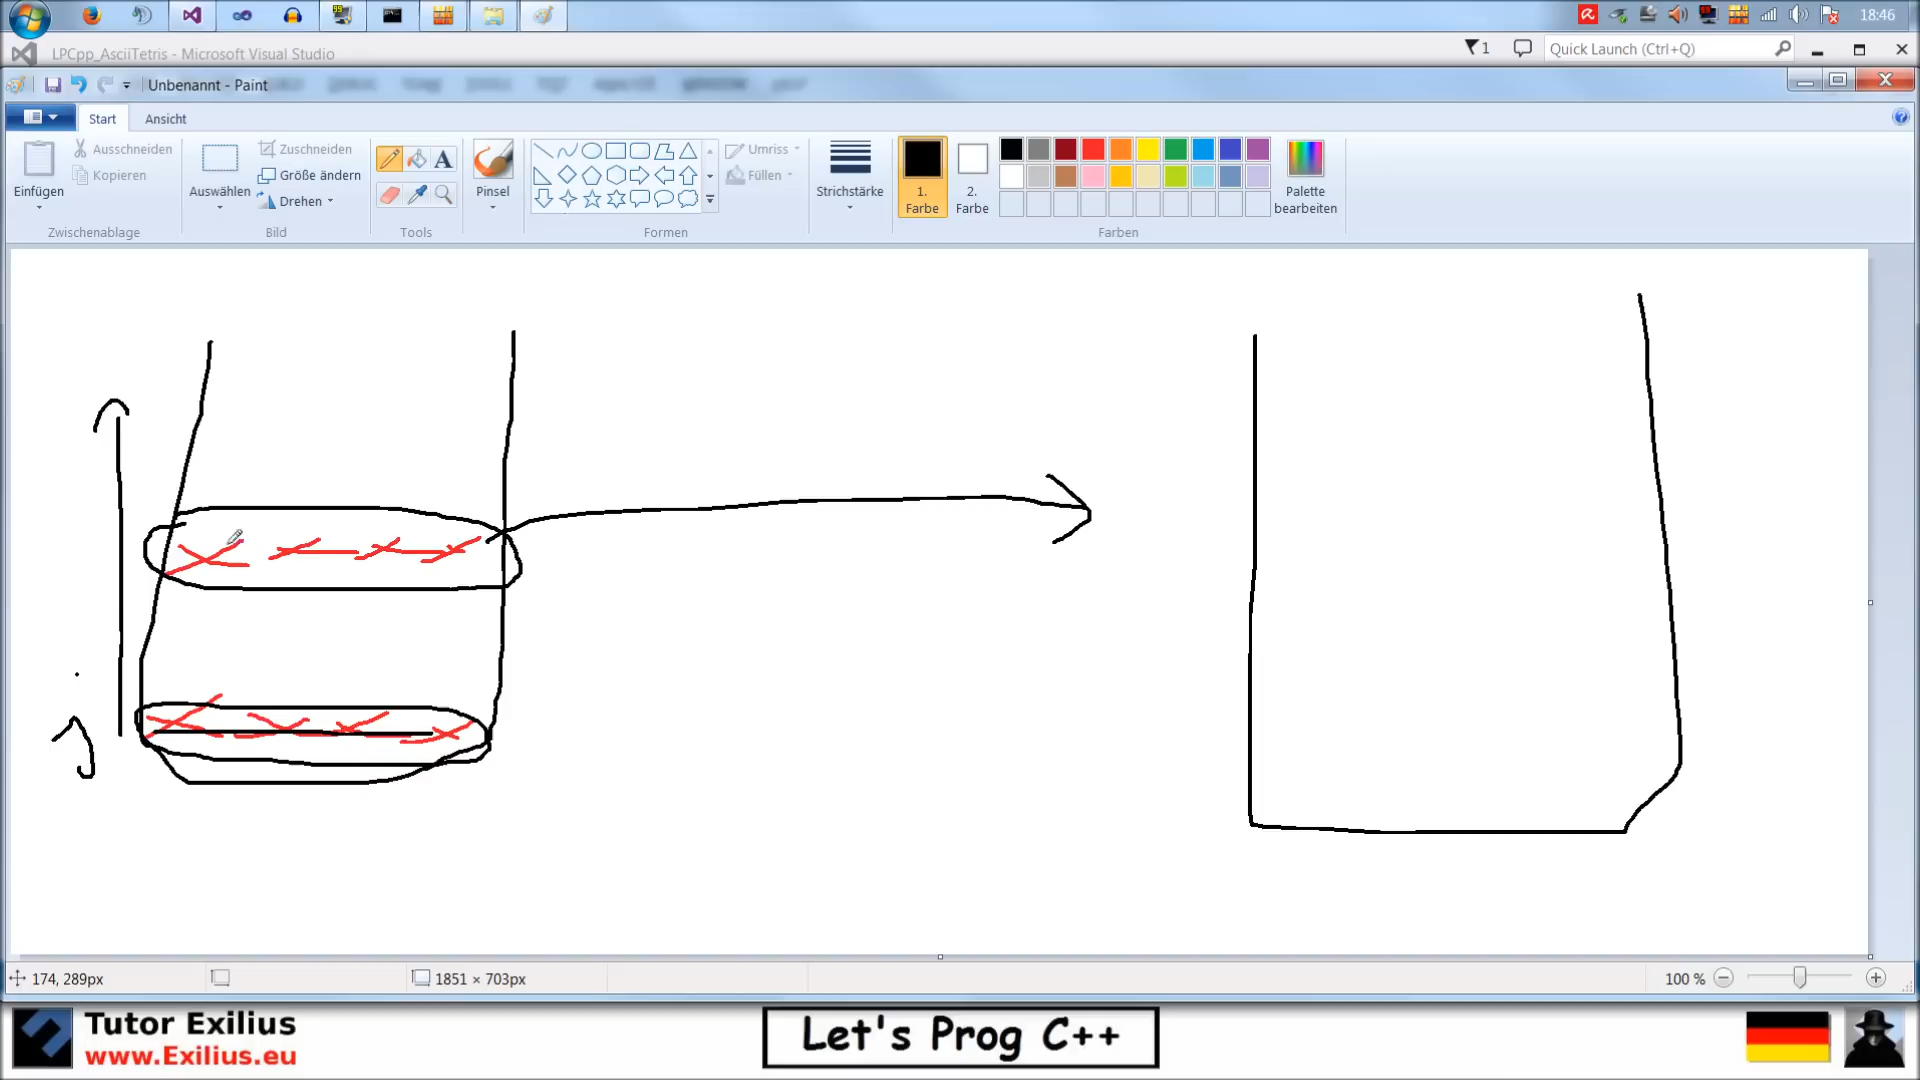 18:46
LPCpp_AsciiTetris - Microsoft Visual Studio
1
Quick Launch (Ctrl+Q)
Unbenannt - Paint
Start
Ansicht
Einfügen
Ausschneiden
Kopieren
Zwischenablage
Auswählen
Zuschneiden
Größe ändern
Drehen
Bild
A
Tools
Pinsel
Formen
Umriss
Füllen
Strichstärke
1.
Farbe
2.
Farbe
Palette
bearbeiten
Farben
j
174, 289px
1851 × 703px
100 %
Tutor Exilius
www.Exilius.eu
Let's Prog C++